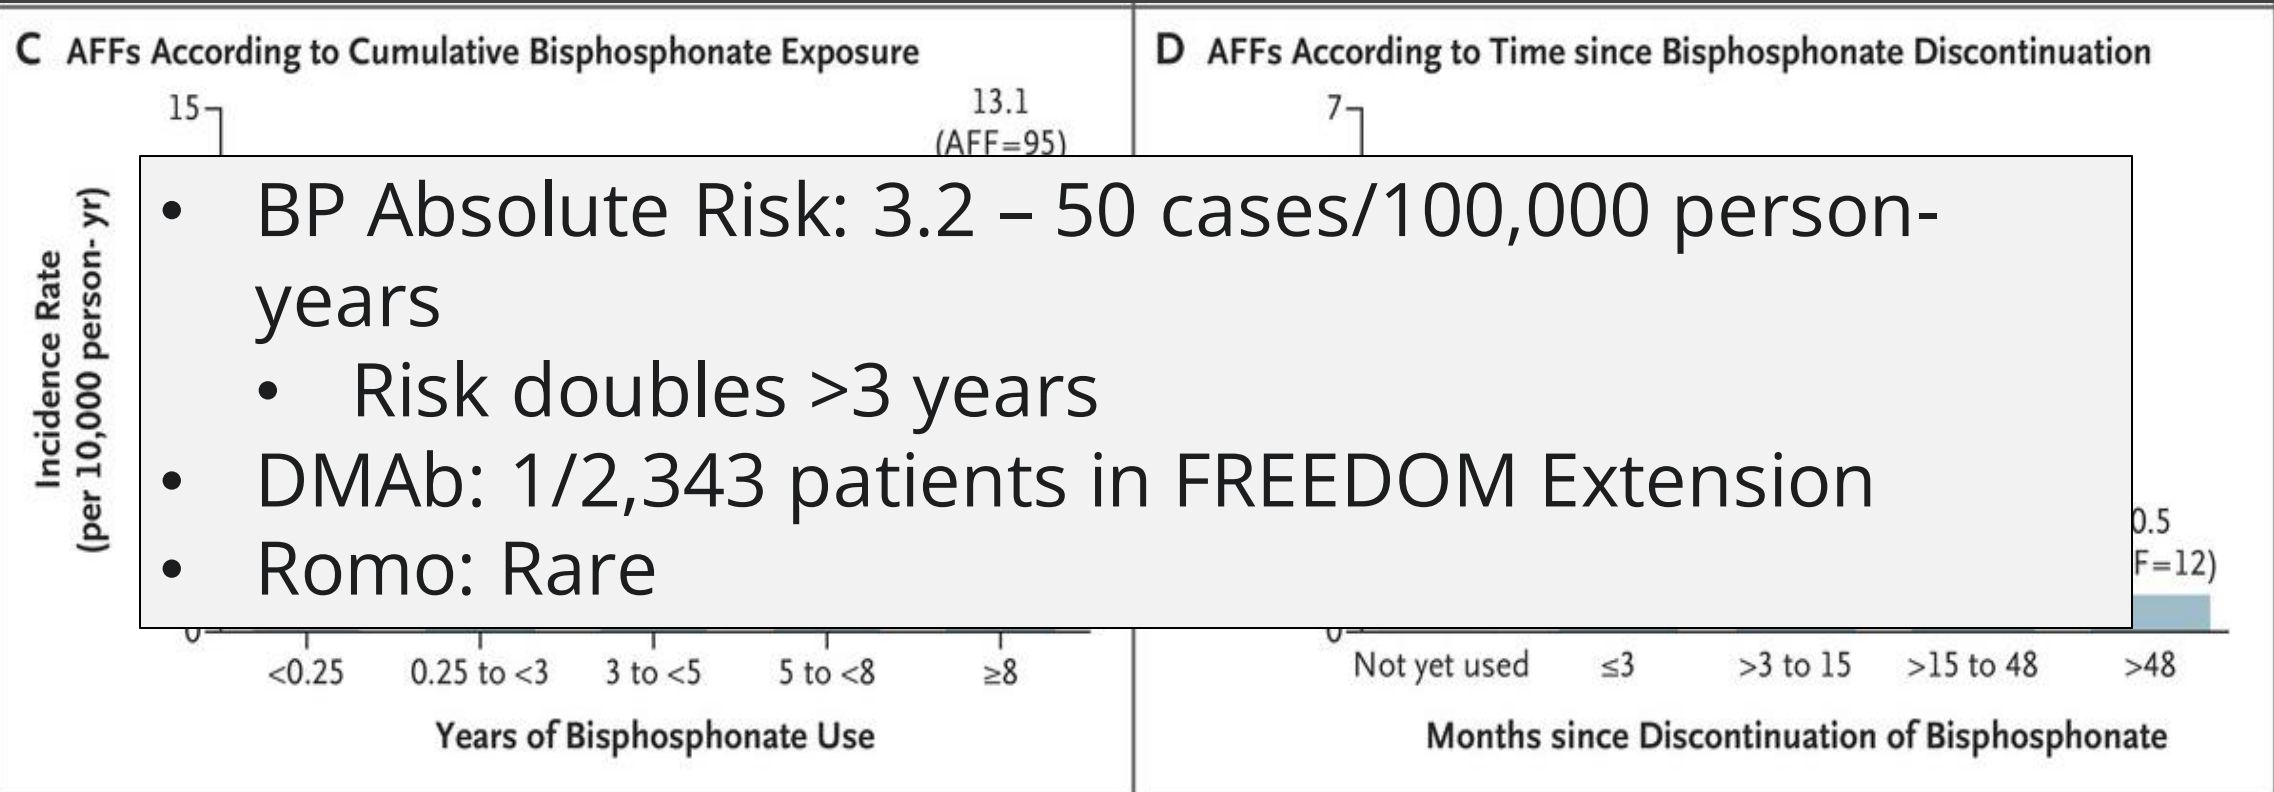 C AFFs According to Cumulative Bisphosphonate Exposure
15
13.1
(AFF=95)
Incidence Rate
(per 10,000 person- yr)
0
<0.25 0.25 to <3 3 to <5 5 to <8 ≥8
Years of Bisphosphonate Use
D AFFs According to Time since Bisphosphonate Discontinuation
7
0.5
F=12)
0
Not yet used ≤3 >3 to 15 >15 to 48 >48
Months since Discontinuation of Bisphosphonate
• BP Absolute Risk: 3.2 – 50 cases/100,000 person-
years
• Risk doubles >3 years
• DMAb: 1/2,343 patients in FREEDOM Extension
• Romo: Rare